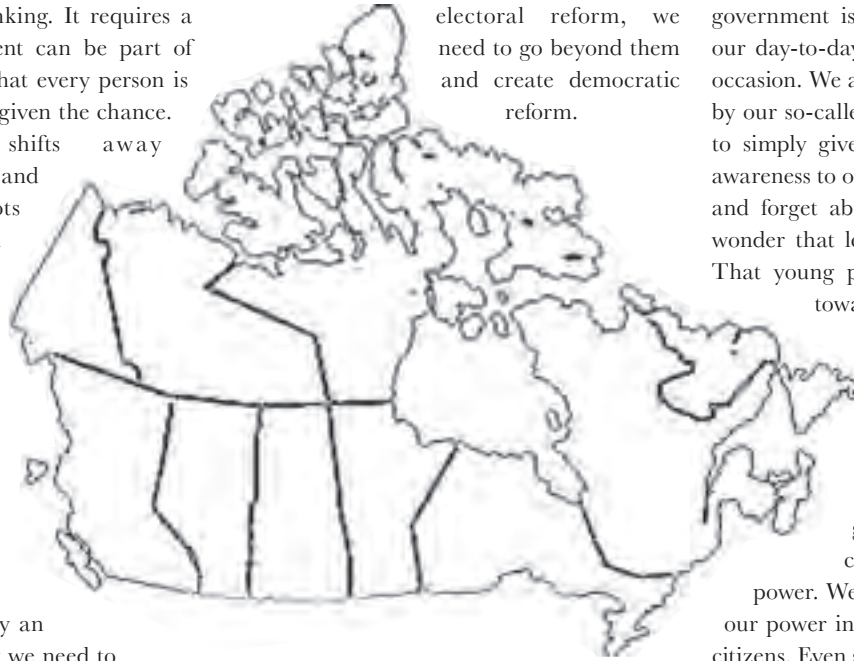 nking. It requires a
ent can be part of
hat every person is
given the chance.
shifts away
and
ots
y an
we need to
electoral reform, we
need to go beyond them
and create democratic
reform.
government is
our day-to-day
occasion. We a
by our so-calle
to simply give
awareness to o
and forget ab
wonder that le
That young p
towa
g
c
power. We
our power in
citizens. Even s